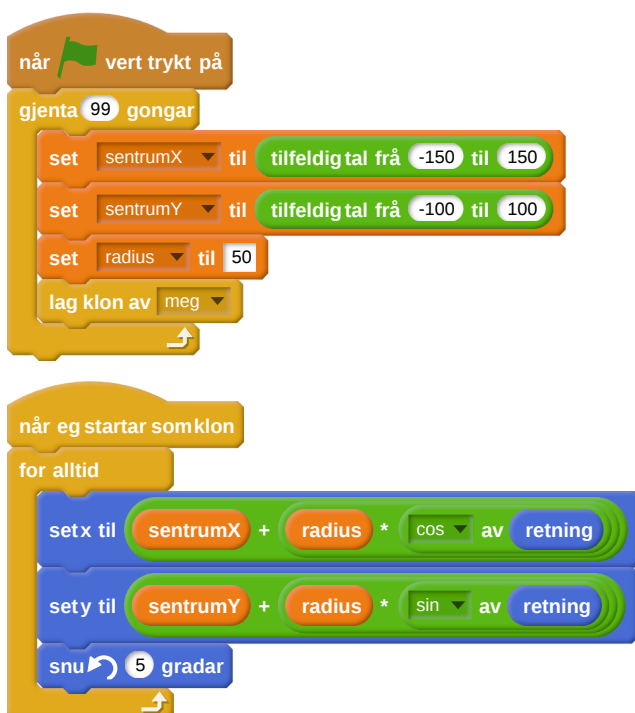 når vert trykt på
gjenta 99 gongar
set sentrumX til tilfeldig tal frå -150 til 150
set sentrumY til tilfeldig tal frå -100 til 100
set radius til 50
lag klon av meg
når eg startar som klon
for alltid
set x til sentrumX + radius * cos av retning
set y til sentrumY + radius * sin av retning
snu 5 gradar